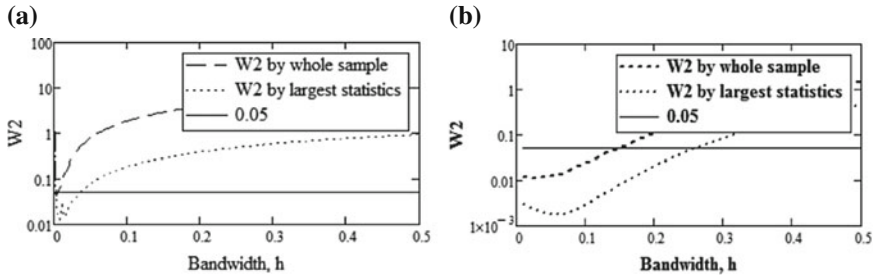 (a)
100
10
1
0.1
0.01
W2
W2 by whole sample
W2 by largest statistics
0.05
0 0.1 0.2 0.3 0.4 0.5
Bandwidth, h
(b)
10
1
0.1
0.01
1×10⁻³
W2
W2 by whole sample
W2 by largest statistics
0.05
0 0.1 0.2 0.3 0.4 0.5
Bandwidth, h